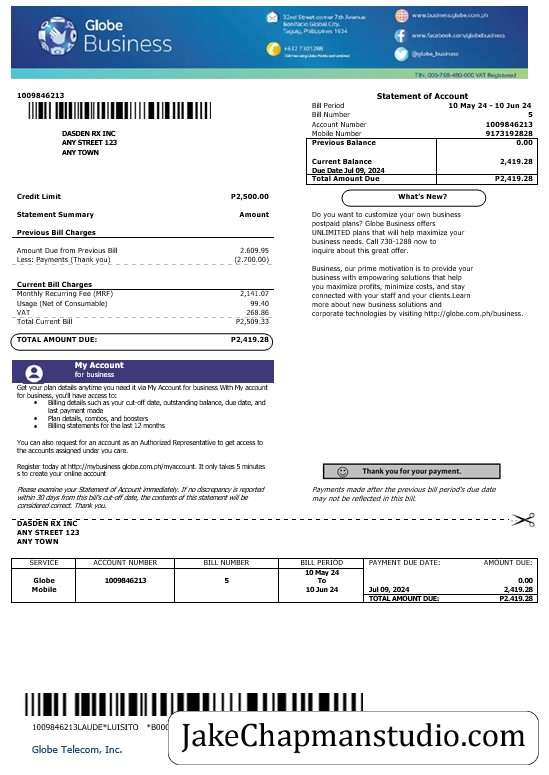 Globe
Business
32nd Street corner 7th Avenue
Bonifacio Global City,
Taguig, Philippines 1634
+632 7301288
www.business.globe.com.ph
www.facebook.com/globebusiness
@globe_business
TIN: 000-768-480-000 VAT Registered
1009846213
DASDEN RX INC
ANY STREET 123
ANY TOWN
Statement of Account
Bill Period 10 May 24 - 10 Jun 24
Bill Number 5
Account Number 1009846213
Mobile Number 9173192828
Previous Balance 0.00
Current Balance 2,419.28
Due Date Jul 09, 2024
Total Amount Due P2,419.28
Credit Limit P2,500.00
Statement Summary Amount
Previous Bill Charges
Amount Due from Previous Bill 2.609.95
Less: Payments (Thank you) (2.700.00)
Current Bill Charges
Monthly Recurring Fee (MRF) 2,141.07
Usage (Net of Consumable) 99.40
VAT 268.86
Total Current Bill P2,509.33
TOTAL AMOUNT DUE: P2,419.28
What's New?
Do you want to customize your own business
postpaid plans? Globe Business offers
UNLIMITED plans that will help maximize your
business needs. Call 730-1288 now to
inquire about this great offer.
Business, our prime motivation is to provide your
business with empowering solutions that help
you maximize profits, minimize costs, and stay
connected with your staff and your clients.Learn
more about new business solutions and
corporate technologies by visiting http://globe.com.ph/business.
My Account
for business
Get your plan details anytime you need it via My Account for business With My account
for business, you'll have access to:
• Billing details such as your cut-off date, outstanding balance, due date, and
last payment made
• Plan details, combos, and boosters
• Billing statements for the last 12 months
You can also request for an account as an Authorized Representative to get access to
the accounts assigned under you care.
Register today at http://mybusiness globe.com.ph/myaccount. It only takes 5 minute s
s to create your online account
Please examine your Statement of Account immediately. If no discrepancy is reported
within 30 days from this bill's cut-off date, the contents of this statement will be
considered correct. Thank you.
Thank you for your payment.
Payments made after the previous bill period's due date
may not be reflected in this bill.
DASDEN RX INC
ANY STREET 123
ANY TOWN
SERVICE ACCOUNT NUMBER BILL NUMBER BILL PERIOD PAYMENT DUE DATE: AMOUNT DUE:
Globe Mobile 1009846213 5 10 May 24 To 10 Jun 24 0.00
Jul 09, 2024 2,419.28
TOTAL AMOUNT DUE: P2.419.28
1009846213LAUDE*LUISITO *B000
Globe Telecom, Inc.
JakeChapmanstudio.com